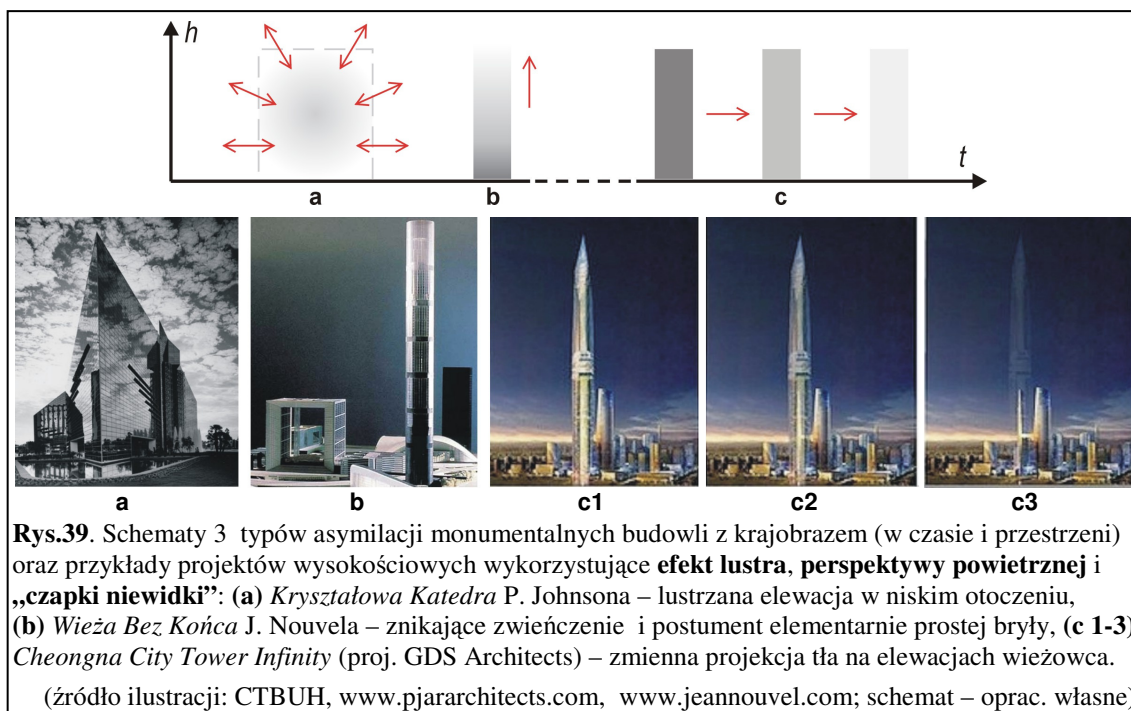 h
t
a
b
c
a
b
c1
c2
c3
Rys.39. Schematy 3 typów asymilacji monumentalnych budowli z krajobrazem (w czasie i przestrzeni)
oraz przykłady projektów wysokościowych wykorzystujące efekt lustra, perspektywy powietrznej i
„czapki niewidki”: (a) Kryształowa Katedra P. Johnsona – lustrzana elewacja w niskim otoczeniu,
(b) Wieża Bez Końca J. Nouvela – znikające zwieńczenie i postument elementarnie prostej bryły, (c 1-3)
Cheongna City Tower Infinity (proj. GDS Architects) – zmienna projekcja tła na elewacjach wieżowca.
(źródło ilustracji: CTBUH, www.pjararchitects.com, www.jeannouvel.com; schemat – oprac. własne)